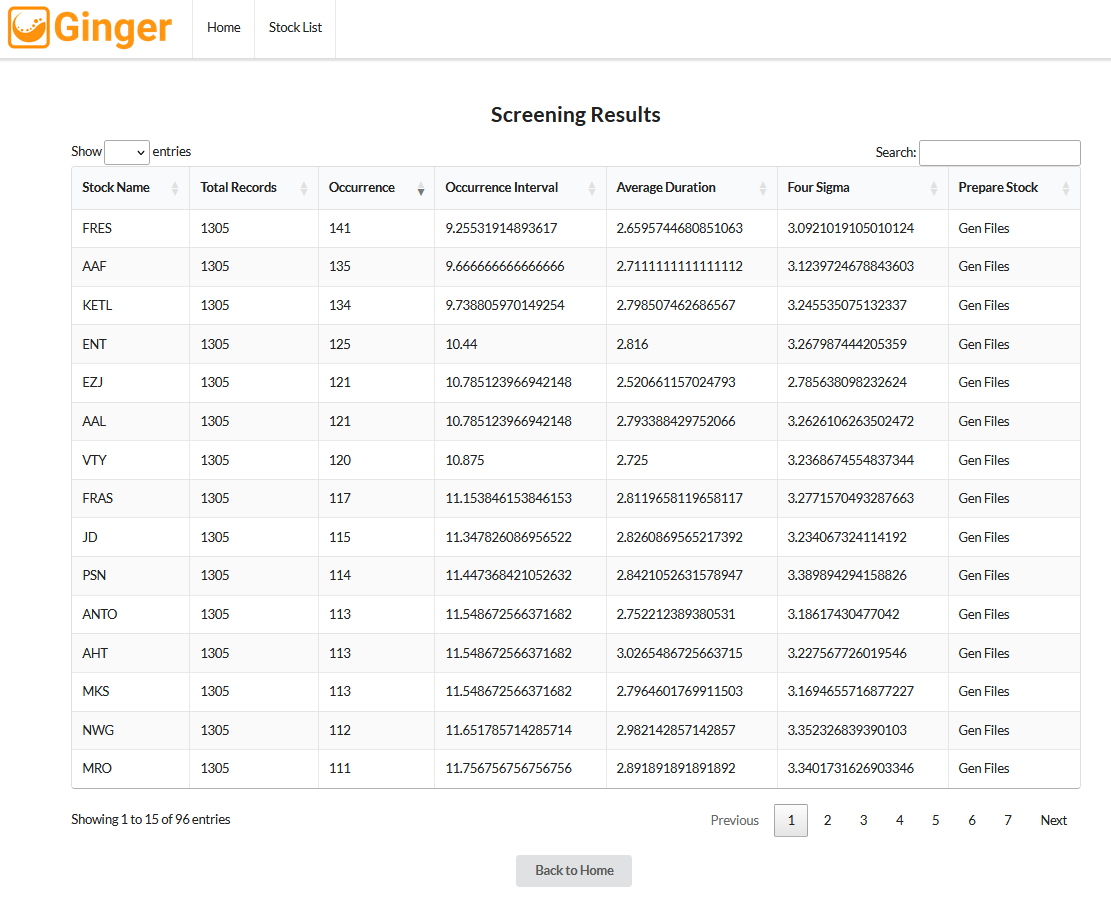 Ginger Home Stock List
Screening Results
Show entries Search:
Stock Name Total Records Occurrence Occurrence Interval Average Duration Four Sigma Prepare Stock
FRES 1305 141 9.25531914893617 2.6595744680851063 3.0921019105010124 Gen Files
AAF 1305 135 9.666666666666666 2.7111111111111112 3.1239724678843603 Gen Files
KETL 1305 134 9.738805970149254 2.798507462686567 3.245535075132337 Gen Files
ENT 1305 125 10.44 2.816 3.267987444205359 Gen Files
EZJ 1305 121 10.785123966942148 2.520661157024793 2.785638098232624 Gen Files
AAL 1305 121 10.785123966942148 2.793388429752066 3.2626106263502472 Gen Files
VTY 1305 120 10.875 2.725 3.2368674554837344 Gen Files
FRAS 1305 117 11.153846153846153 2.8119658119658117 3.2771570493287663 Gen Files
JD 1305 115 11.347826086956522 2.8260869565217392 3.234067324114192 Gen Files
PSN 1305 114 11.447368421052632 2.8421052631578947 3.389894294158826 Gen Files
ANTO 1305 113 11.548672566371682 2.752212389380531 3.18617430477042 Gen Files
AHT 1305 113 11.548672566371682 3.0265486725663715 3.227567726019546 Gen Files
MKS 1305 113 11.548672566371682 2.7964601769911503 3.1694655716877227 Gen Files
NWG 1305 112 11.651785714285714 2.982142857142857 3.352326839390103 Gen Files
MRO 1305 111 11.756756756756756 2.891891891891892 3.3401731626903346 Gen Files
Showing 1 to 15 of 96 entries Previous 1 2 3 4 5 6 7 Next
Back to Home